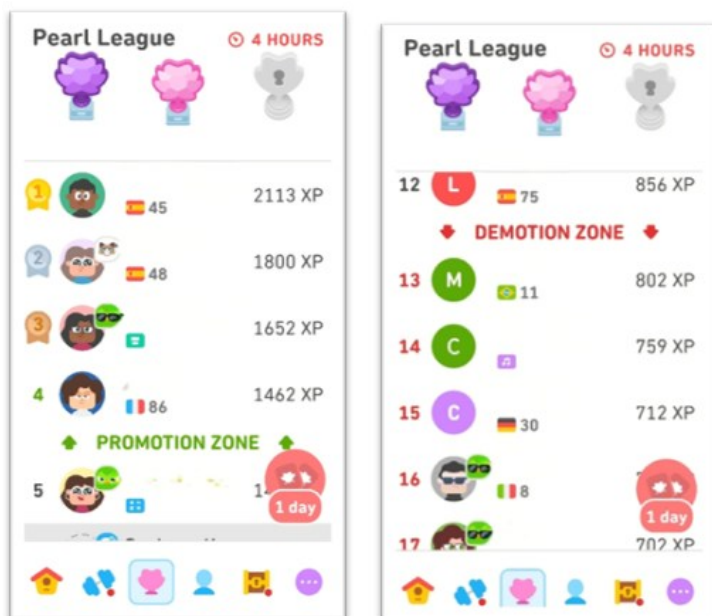 Pearl League 4 HOURS
1 45 2113 XP
2 48 1800 XP
3 1652 XP
4 86 1462 XP
PROMOTION ZONE
5
1 day
Pearl League 4 HOURS
12 L 75 856 XP
DEMOTION ZONE
13 M 11 802 XP
14 C 759 XP
15 C 30 712 XP
16 8
1 day
17 702 XP